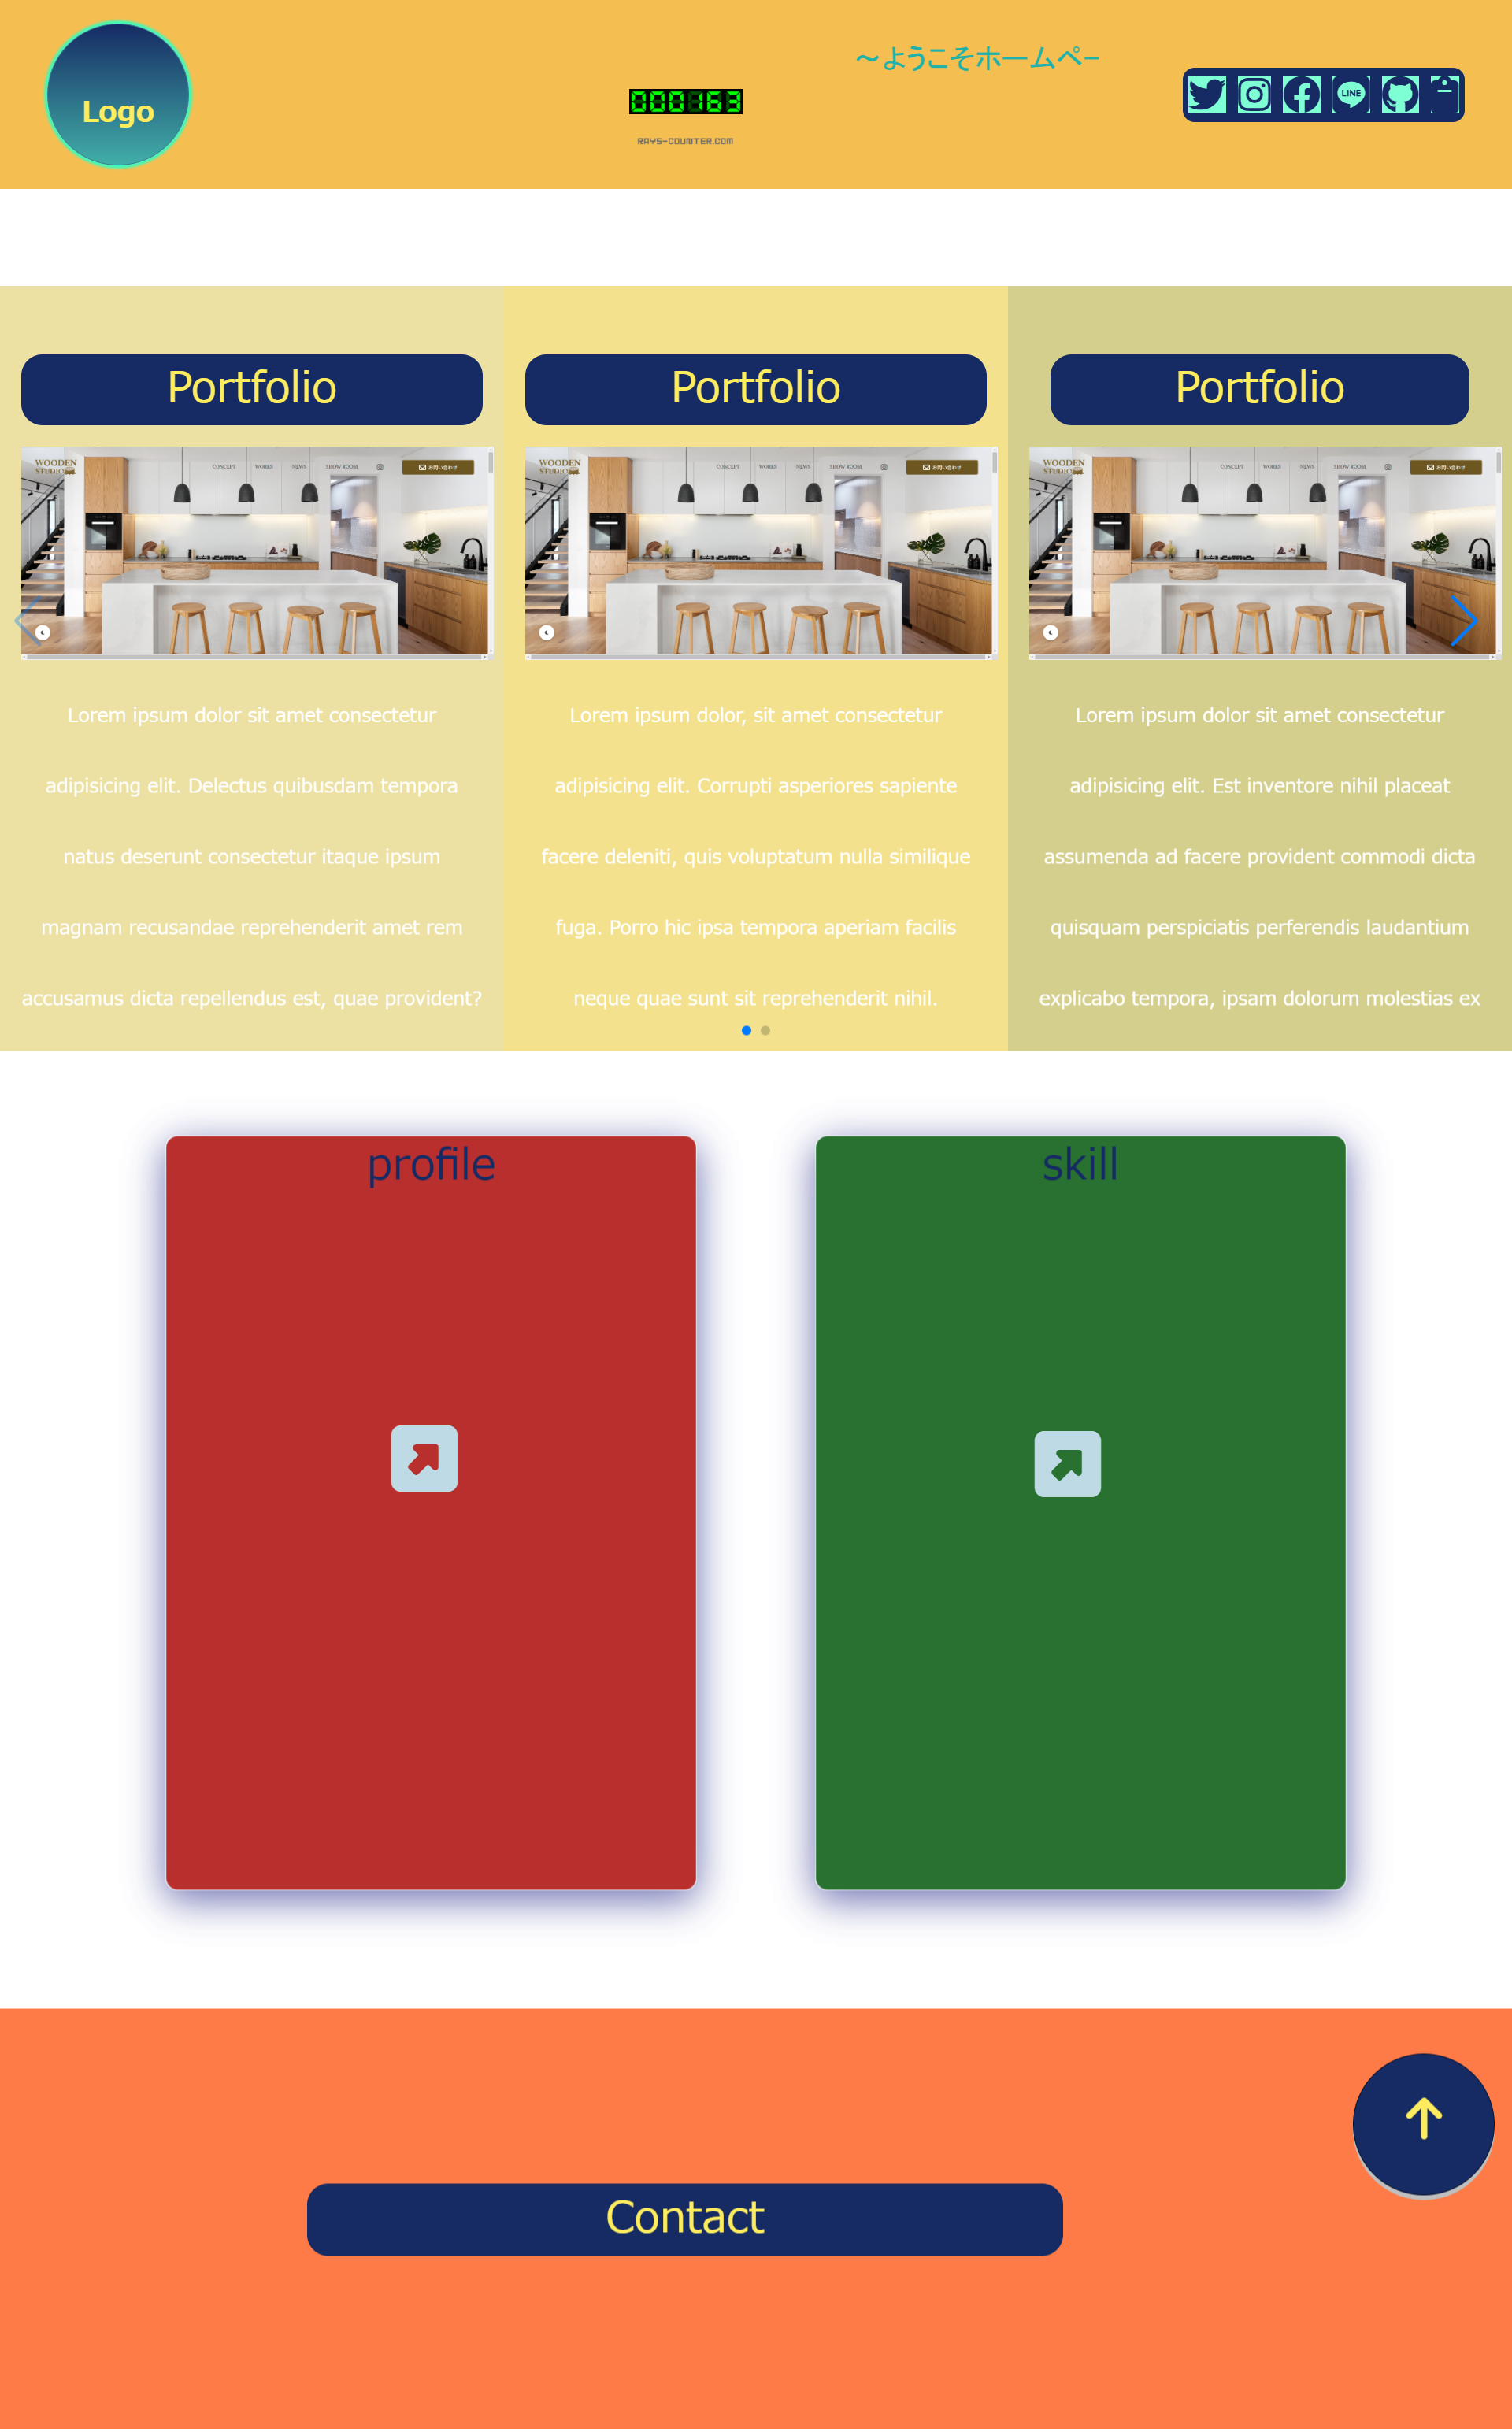 ～ようこそホームペー
Logo
000163
RAYS-COUNTER.COM
LINE
Portfolio
Portfolio
Portfolio
WOODEN
STUDIO
CONCEPT WORKS NEWS SHOW ROOM お問い合わせ
WOODEN
STUDIO
CONCEPT WORKS NEWS SHOW ROOM お問い合わせ
WOODEN
STUDIO
CONCEPT WORKS NEWS SHOW ROOM お問い合わせ
Lorem ipsum dolor sit amet consectetur
adipisicing elit. Delectus quibusdam tempora
natus deserunt consectetur itaque ipsum
magnam recusandae reprehenderit amet rem
accusamus dicta repellendus est, quae provident?
Lorem ipsum dolor, sit amet consectetur
adipisicing elit. Corrupti asperiores sapiente
facere deleniti, quis voluptatum nulla similique
fuga. Porro hic ipsa tempora aperiam facilis
neque quae sunt sit reprehenderit nihil.
Lorem ipsum dolor sit amet consectetur
adipisicing elit. Est inventore nihil placeat
assumenda ad facere provident commodi dicta
quisquam perspiciatis perferendis laudantium
explicabo tempora, ipsam dolorum molestias ex
profile
skill
Contact